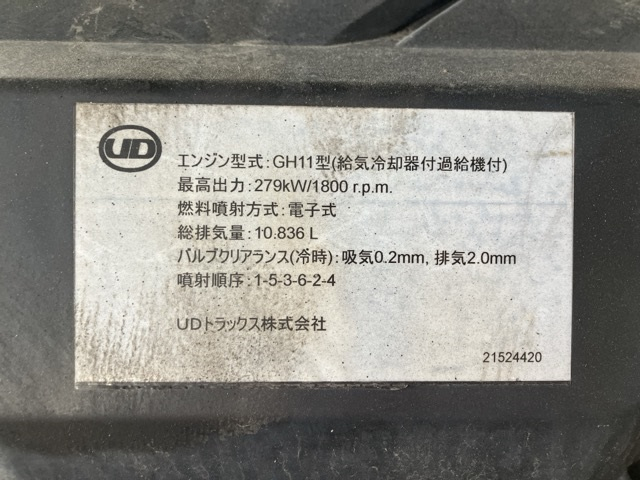 UD
エンジン型式:GH11型(給気冷却器付過給機付)
最高出力:279kW/1800 r.p.m.
燃料噴射方式:電子式
総排気量:10.836 L
バルブクリアランス(冷時):吸気0.2mm, 排気2.0mm
噴射順序:1-5-3-6-2-4
UDトラックス株式会社
21524420